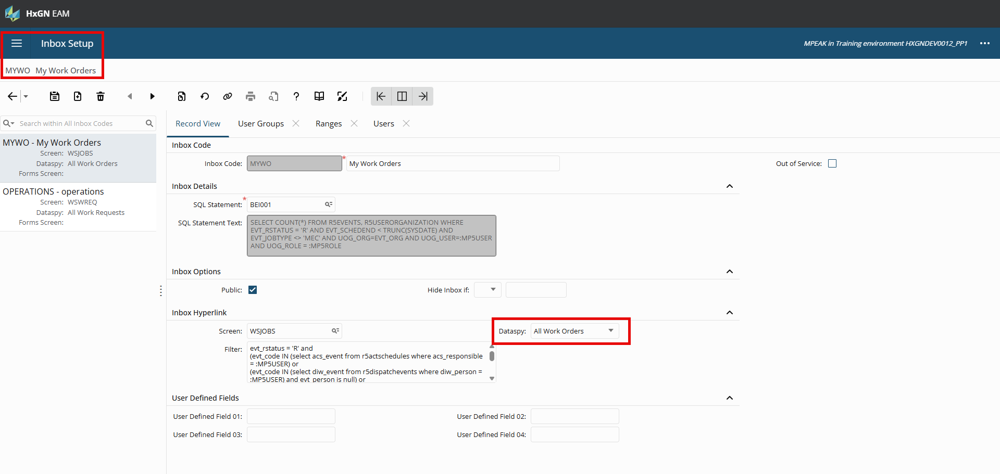 HxGN EAM
Inbox Setup
MPEAK in Training environment HXGNDEV0012_PP1
MYWO My Work Orders
Search within All Inbox Codes
MYWO - My Work Orders
Screen: WSJOBS
Dataspy: All Work Orders
Forms Screen:
OPERATIONS - operations
Screen: WSWREQ
Dataspy: All Work Requests
Forms Screen:
Record View User Groups Ranges Users
Inbox Code
Inbox Code: MYWO * My Work Orders Out of Service:
Inbox Details
SQL Statement: * BEI001
SQL Statement Text: SELECT COUNT(*) FROM R5EVENTS, R5USERORGANIZATION WHERE
EVT_RSTATUS = 'R' AND EVT_SCHEDEND < TRUNC(SYSDATE) AND
EVT_JOBTYPE <> 'MEC' AND UOG_ORG=EVT_ORG AND UOG_USER=:MP5USER
AND UOG_ROLE = :MP5ROLE
Inbox Options
Public: Hide Inbox if:
Inbox Hyperlink
Screen: WSJOBS Dataspy: All Work Orders
Filter: evt_rstatus = 'R' and
(evt_code IN (select acs_event from r5actschedules where acs_responsible
= :MP5USER) or
(evt_code IN (select diw_event from r5dispatchevents where diw_person =
:MP5USER) and evt_person is null) or
User Defined Fields
User Defined Field 01: User Defined Field 02:
User Defined Field 03: User Defined Field 04: